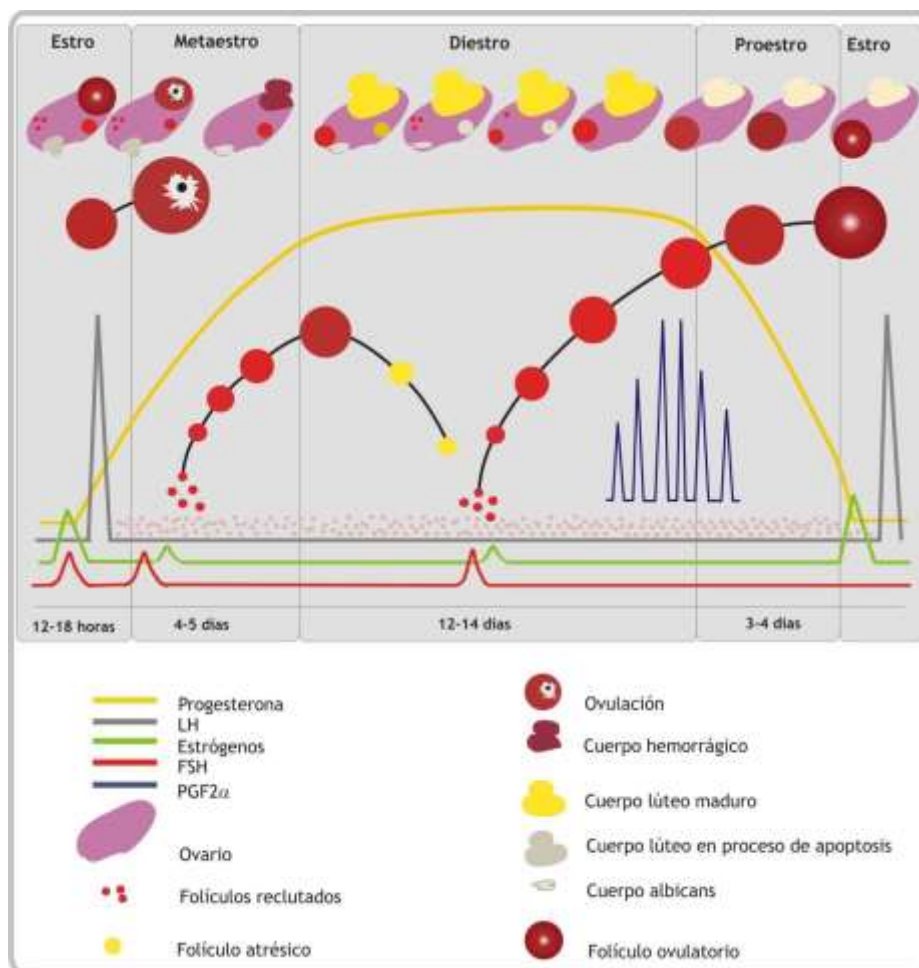 Estro
Metaestro
Diestro
Proestro
Estro
12-18 horas
4-5 dias
12-14 dias
3-4 dias
Progesterona
LH
Estrógenos
FSH
PGF2α
Ovario
Folículos reclutados
Folículo atrésico
Ovulación
Cuerpo hemorrágico
Cuerpo lúteo maduro
Cuerpo lúteo en proceso de apoptosis
Cuerpo albicans
Folículo ovulatorio